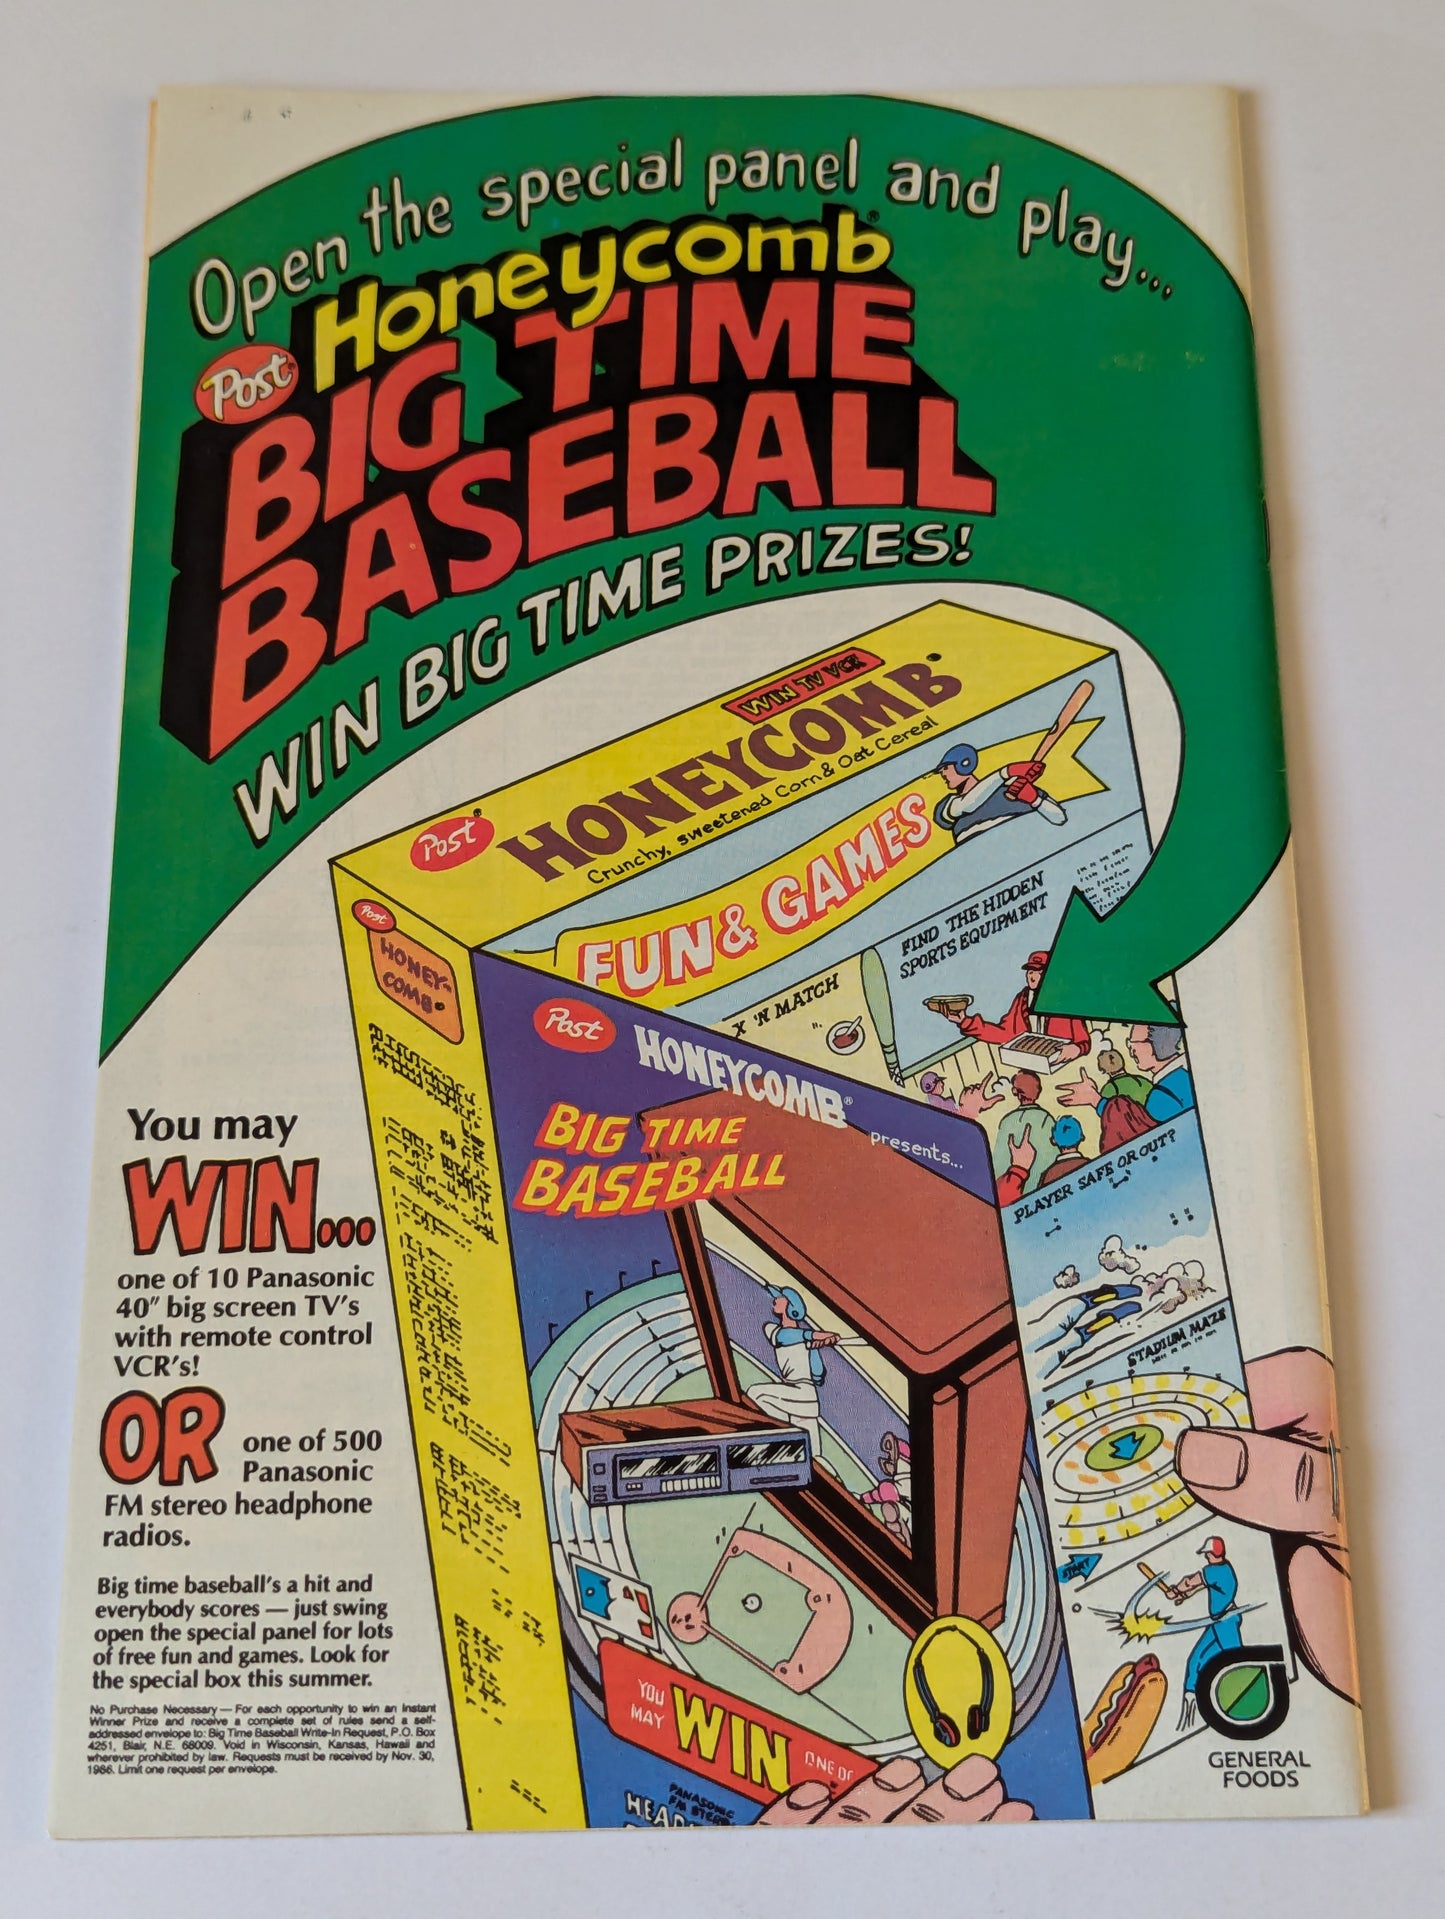 Open the special panel and play...
Post Honeycomb®
BIG TIME
BASEBALL
WIN BIG TIME PRIZES!
WIN TV VCR
Post® HONEYCOMB®
Crunchy, sweetened Corn & Oat Cereal
FUN & GAMES
Post
HONEY-
COMB®
X 'N MATCH
FIND THE HIDDEN
SPORTS EQUIPMENT
PLAYER SAFE OR OUT?
STADIUM MAZE
START
Post HONEYCOMB®
presents...
BIG TIME
BASEBALL
YOU
MAY
WIN
ONE OF
PANASONIC
FM STEREO
You may
WIN...
one of 10 Panasonic
40" big screen TV's
with remote control
VCR's!
OR one of 500
Panasonic
FM stereo headphone
radios.
Big time baseball's a hit and
everybody scores — just swing
open the special panel for lots
of free fun and games. Look for
the special box this summer.
No Purchase Necessary — For each opportunity to win an Instant
Winner Prize and receive a complete set of rules send a self-
addressed envelope to: Big Time Baseball Write-In Request, P.O. Box
4251, Blair, N.E. 68009. Void in Wisconsin, Kansas, Hawaii and
wherever prohibited by law. Requests must be received by Nov. 30,
1986. Limit one request per envelope.
GENERAL
FOODS